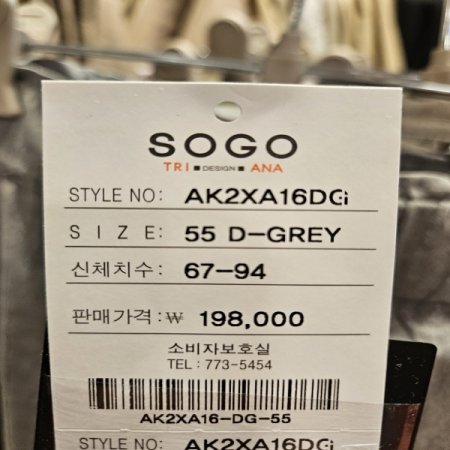 SOGO
TRI ■ DESIGN ■ ANA
STYLE NO: AK2XA16DG
SIZE: 55 D-GREY
신체치수: 67-94
판매가격:₩ 198,000
소비자보호실
TEL : 773-5454
AK2XA16-DG-55
STYLE NO: AK2XA16DG